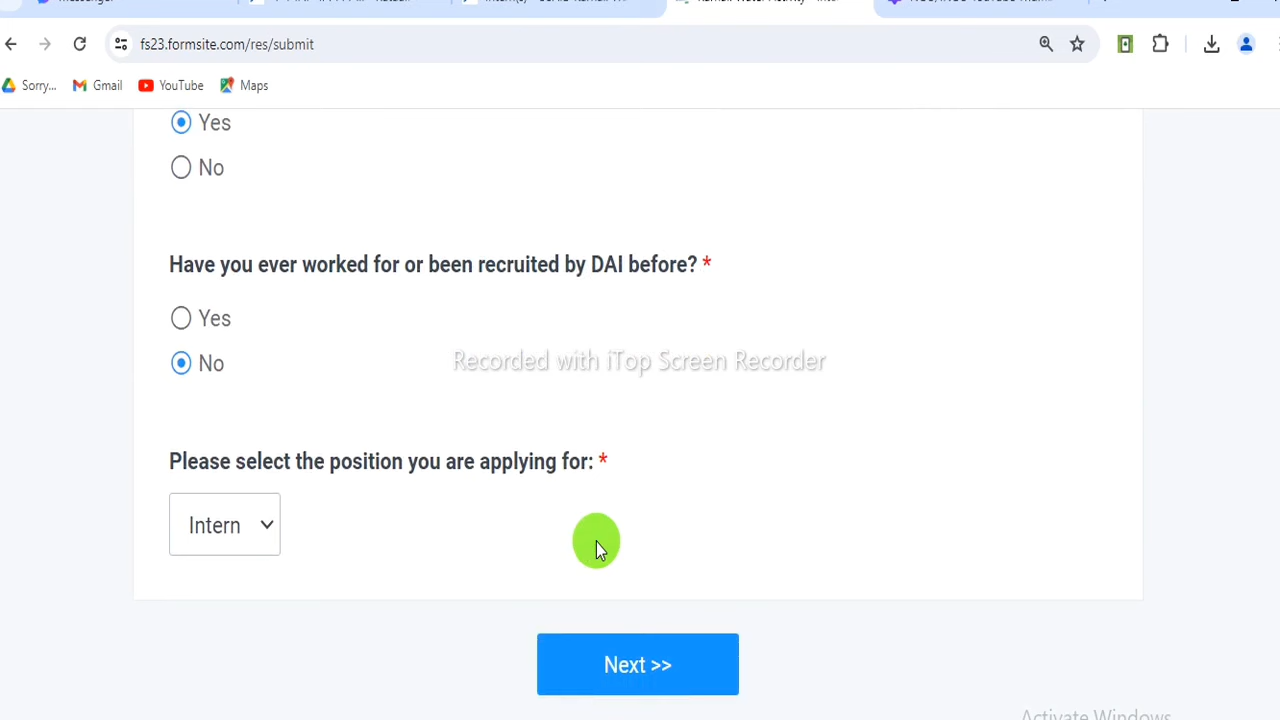 fs23.formsite.com/res/submit
Sorry...
Gmail
YouTube
Maps
Yes
No
Have you ever worked for or been recruited by DAI before? *
Yes
No
Recorded with iTop Screen Recorder
Please select the position you are applying for: *
Intern
Next >>
Activate Windows